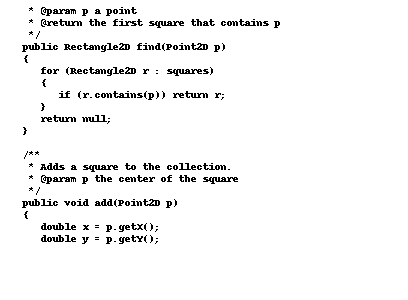 * @param p a point
* @return the first square that contains p
*/
public Rectangle2D find(Point2D p)
{
for (Rectangle2D r : squares)
{
if (r.contains(p)) return r;
}
return null;
}
/**
* Adds a square to the collection.
* @param p the center of the square
*/
public void add(Point2D p)
{
double x = p.getX();
double y = p.getY();